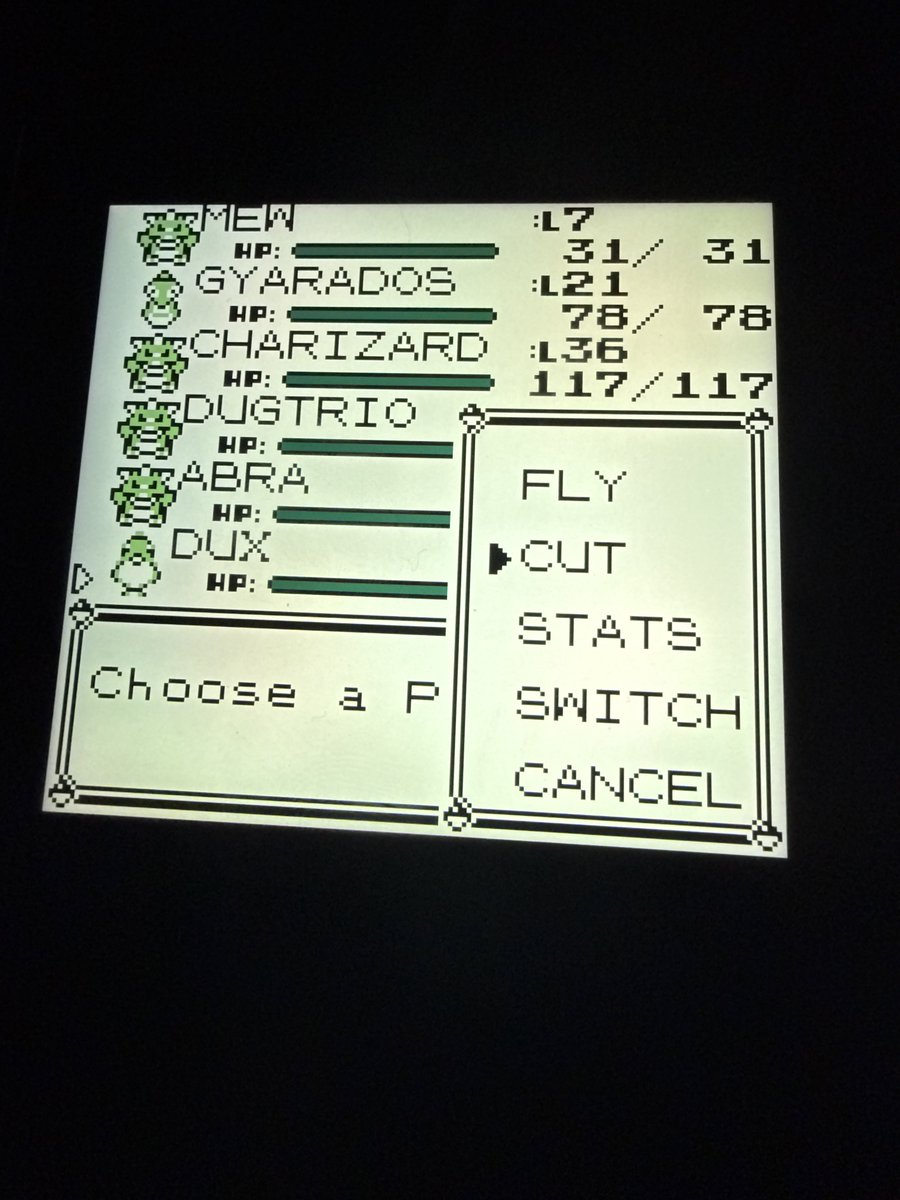 MEW :L7
HP: 31/ 31
GYARADOS :L21
HP: 78/ 78
CHARIZARD :L36
HP: 117/117
DUGTRIO
HP:
ABRA
HP:
DUX
HP:
Choose a P
FLY
CUT
STATS
SWITCH
CANCEL